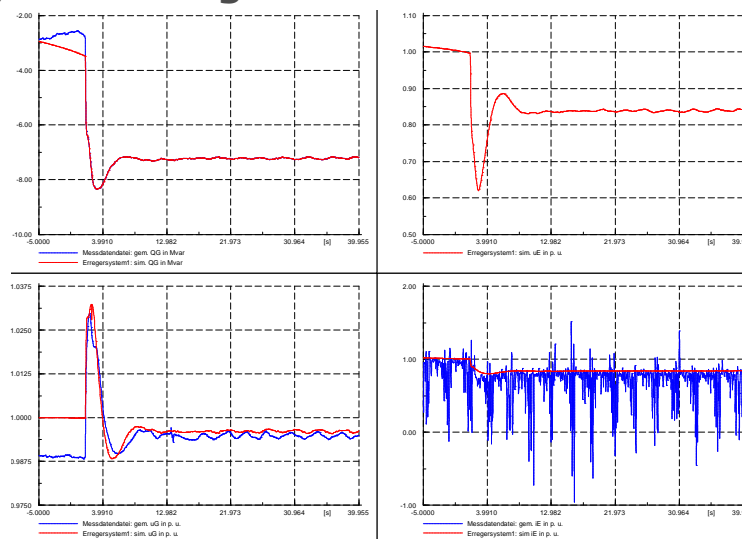 -2.00
-4.00
-6.00
-8.00
-10.00
-5.0000 3.9910 12.982 21.973 30.964 [s] 39.955
Messdatendatei: gem. QG in Mvar
Erregersystem1: sim. QG in Mvar
1.10
1.00
0.90
0.80
0.70
0.60
0.50
-5.0000 3.9910 12.982 21.973 30.964 [s] 39.
Erregersystem1: sim. uE in p. u.
1.0375
1.0250
1.0125
1.0000
0.9875
0.9750
-5.0000 3.9910 12.982 21.973 30.964 [s] 39.955
Messdatendatei: gem. uG in p. u.
Erregersystem1: sim. uG in p. u.
2.00
1.00
0.00
-1.00
-5.0000 3.9910 12.982 21.973 30.964 [s] 39.
Messdatendatei: gem. iE in p. u.
Erregersystem1: sim iE in p. u.